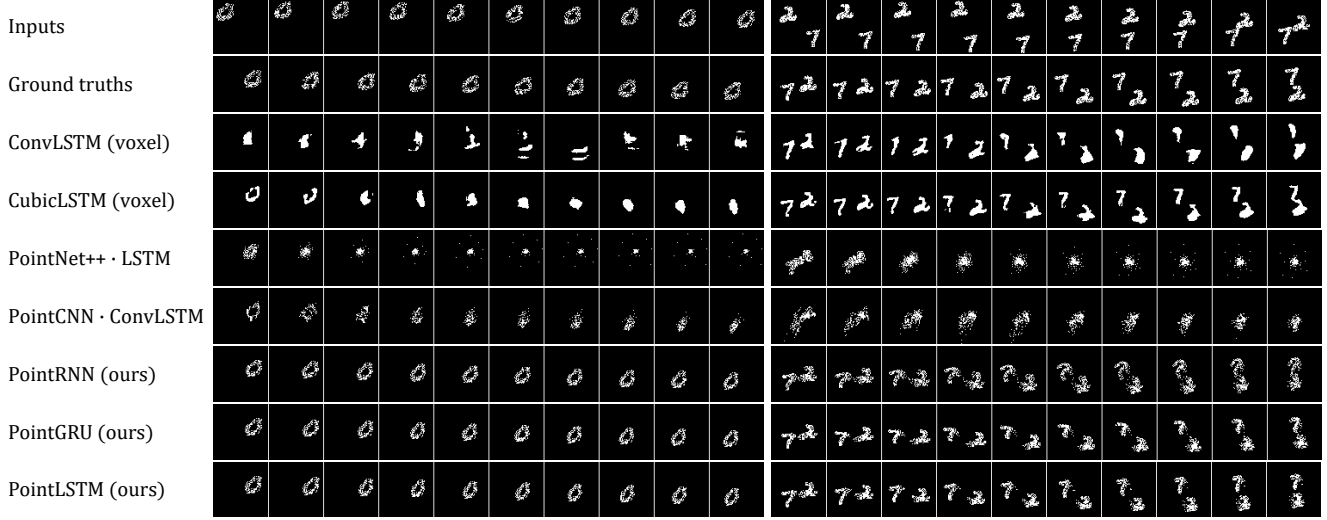 Inputs
Ground truths
ConvLSTM (voxel)
CubicLSTM (voxel)
PointNet++ · LSTM
PointCNN · ConvLSTM
PointRNN (ours)
PointGRU (ours)
PointLSTM (ours)